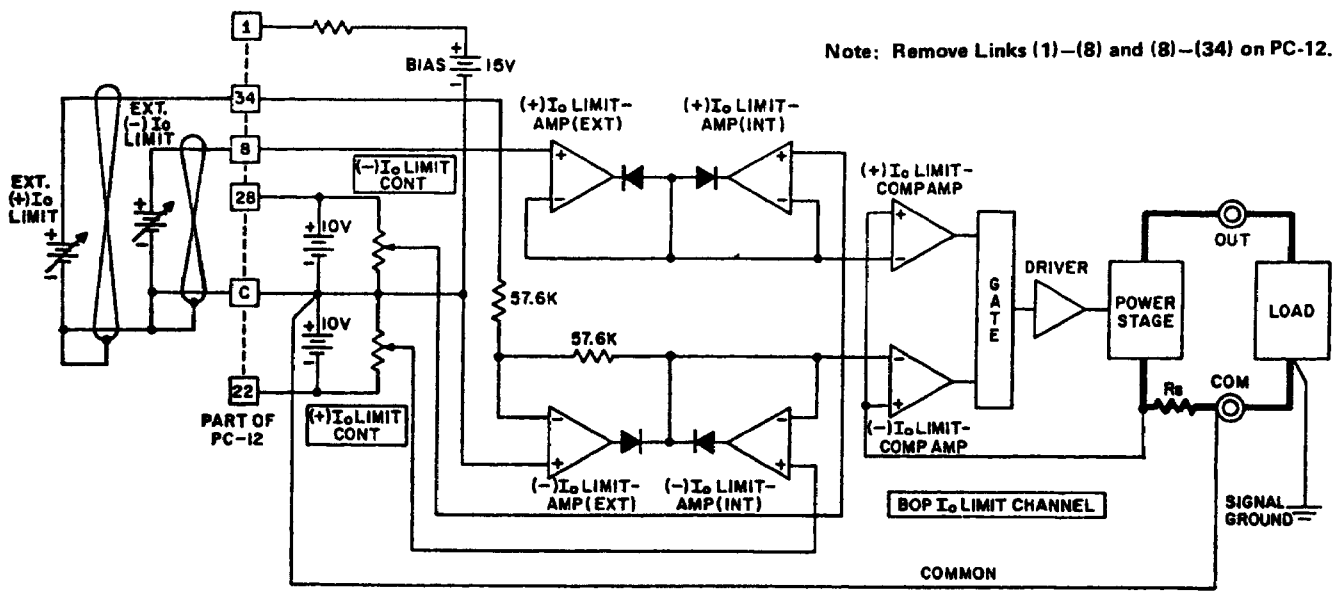 1
BIAS
+
-
15V
Note: Remove Links (1)–(8) and (8)–(34) on PC-12.
34
EXT.
(-)Io
LIMIT
8
(+)Io LIMIT-
AMP(EXT)
(+)Io LIMIT-
AMP(INT)
+
-
+
-
(-)Io LIMIT
CONT
(+)Io LIMIT-
COMPAMP
+
-
EXT.
(+)Io
LIMIT
+
-
+
-
28
+
10V
-
C
+
10V
-
22
PART OF
PC-12
(+)Io LIMIT
CONT
57.6K
57.6K
-
+
-
+
(-)Io LIMIT-
AMP(EXT)
(-)Io LIMIT-
AMP(INT)
-
+
(-)Io LIMIT-
COMP AMP
GATE
DRIVER
POWER
STAGE
OUT
LOAD
Rs
COM
BOP Io LIMIT CHANNEL
SIGNAL
GROUND
COMMON